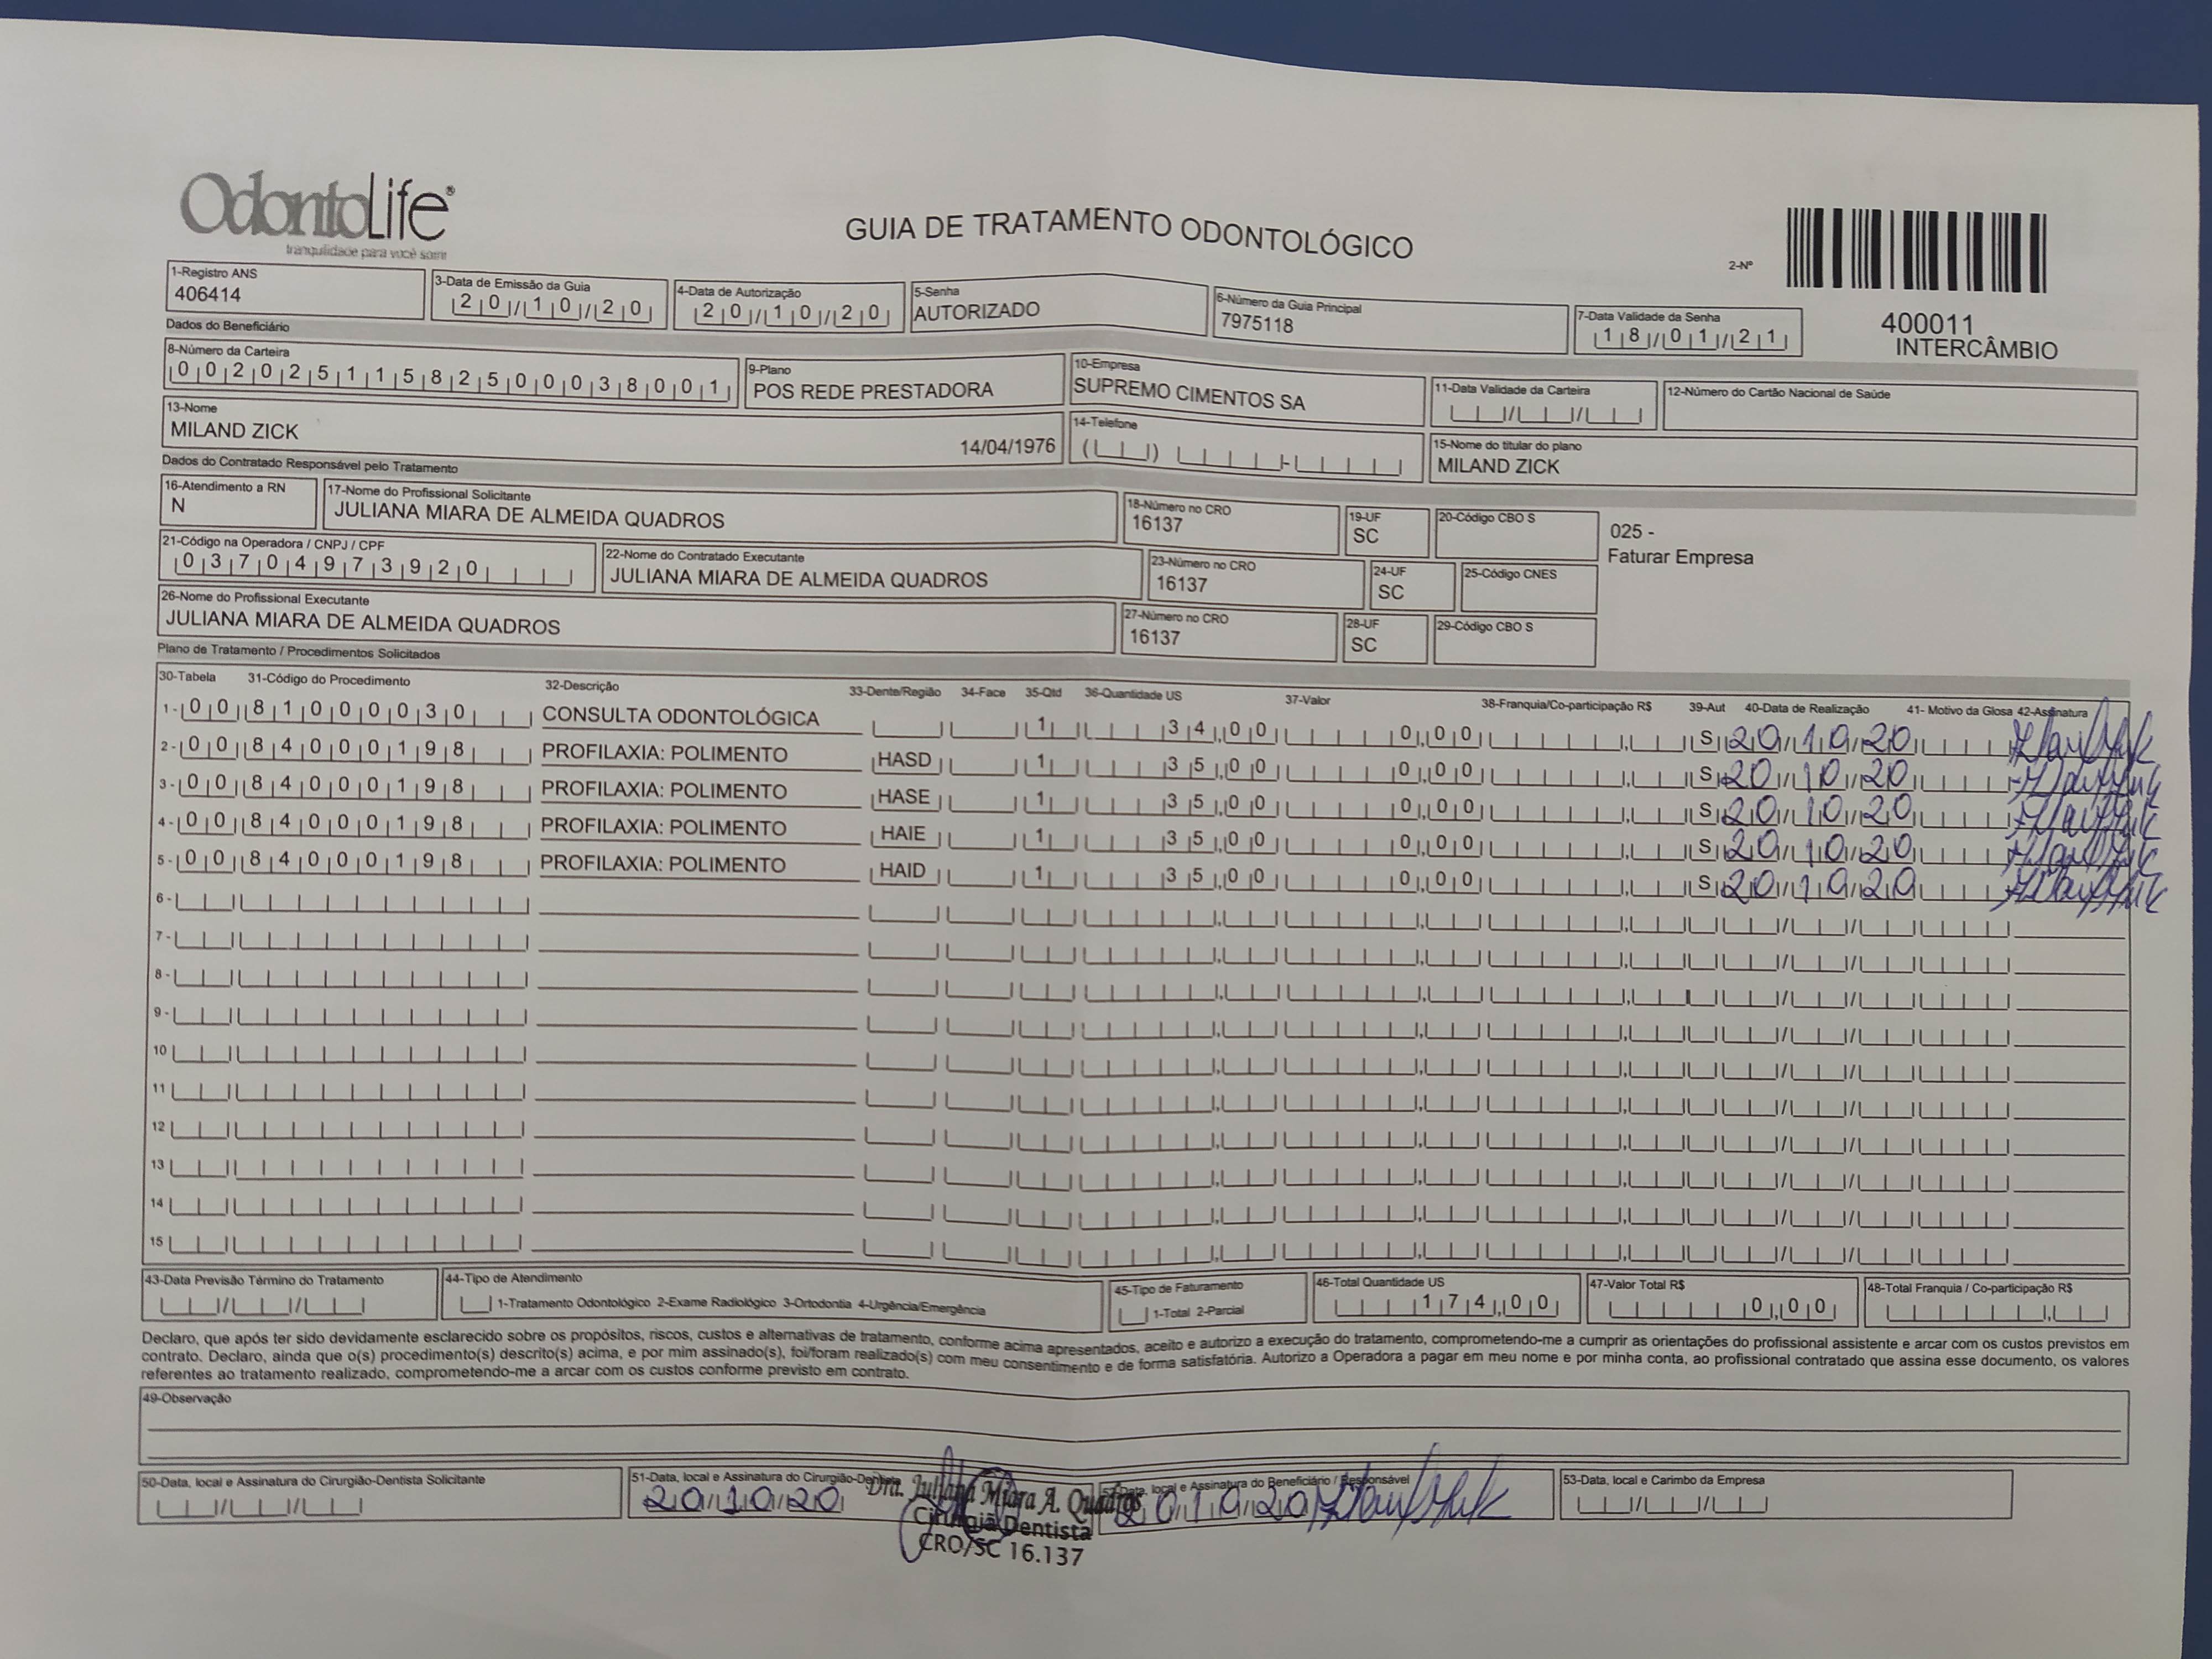 OdontoLife®
tranquilidade para você sorrir
GUIA DE TRATAMENTO ODONTOLÓGICO
2-Nº
400011
INTERCÂMBIO
1-Registro ANS
406414
3-Data de Emissão da Guia
20/10/20
4-Data de Autorização
20/10/20
5-Senha
AUTORIZADO
6-Número da Guia Principal
7975118
7-Data Validade da Senha
18/01/21
Dados do Beneficiário
8-Número da Carteira
00202511582500038001
9-Plano
POS REDE PRESTADORA
10-Empresa
SUPREMO CIMENTOS SA
11-Data Validade da Carteira
12-Número do Cartão Nacional de Saúde
13-Nome
MILAND ZICK
14/04/1976
14-Telefone
15-Nome do titular do plano
MILAND ZICK
Dados do Contratado Responsável pelo Tratamento
16-Atendimento a RN
N
17-Nome do Profissional Solicitante
JULIANA MIARA DE ALMEIDA QUADROS
18-Número no CRO
16137
19-UF
SC
20-Código CBO S
025 -
Faturar Empresa
21-Código na Operadora / CNPJ / CPF
03704973920
22-Nome do Contratado Executante
JULIANA MIARA DE ALMEIDA QUADROS
23-Número no CRO
16137
24-UF
SC
25-Código CNES
26-Nome do Profissional Executante
JULIANA MIARA DE ALMEIDA QUADROS
27-Número no CRO
16137
28-UF
SC
29-Código CBO S
Plano de Tratamento / Procedimentos Solicitados
30-Tabela 31-Código do Procedimento 32-Descrição 33-Dente/Região 34-Face 35-Qtd 36-Quantidade US 37-Valor 38-Franquia/Co-participação R$ 39-Aut 40-Data de Realização 41- Motivo da Glosa 42-Assinatura
1- 00 81000030 CONSULTA ODONTOLÓGICA 1 34,00 0,00 S 20/10/20
2- 00 84000198 PROFILAXIA: POLIMENTO HASD 1 35,00 0,00 S 20/10/20
3- 00 84000198 PROFILAXIA: POLIMENTO HASE 1 35,00 0,00 S 20/10/20
4- 00 84000198 PROFILAXIA: POLIMENTO HAIE 1 35,00 0,00 S 20/10/20
5- 00 84000198 PROFILAXIA: POLIMENTO HAID 1 35,00 0,00 S 20/10/20
6-
7-
8-
9-
10
11
12
13
14
15
43-Data Previsão Término do Tratamento
44-Tipo de Atendimento
1-Tratamento Odontológico 2-Exame Radiológico 3-Ortodontia 4-Urgência/Emergência
45-Tipo de Faturamento
1-Total 2-Parcial
46-Total Quantidade US
174,00
47-Valor Total R$
0,00
48-Total Franquia / Co-participação R$
Declaro, que após ter sido devidamente esclarecido sobre os propósitos, riscos, custos e alternativas de tratamento, conforme acima apresentados, aceito e autorizo a execução do tratamento, comprometendo-me a cumprir as orientações do profissional assistente e arcar com os custos previstos em
contrato. Declaro, ainda que o(s) procedimento(s) descrito(s) acima, e por mim assinado(s), foi/foram realizado(s) com meu consentimento e de forma satisfatória. Autorizo a Operadora a pagar em meu nome e por minha conta, ao profissional contratado que assina esse documento, os valores
referentes ao tratamento realizado, comprometendo-me a arcar com os custos conforme previsto em contrato.
49-Observação
50-Data, local e Assinatura do Cirurgião-Dentista Solicitante
51-Data, local e Assinatura do Cirurgião-Dentista
20/10/20
Dra. Juliana Miara A. Quadros
Cirurgiã Dentista
CRO/SC 16.137
52-Data, local e Assinatura do Beneficiário / Responsável
20/10/20
53-Data, local e Carimbo da Empresa